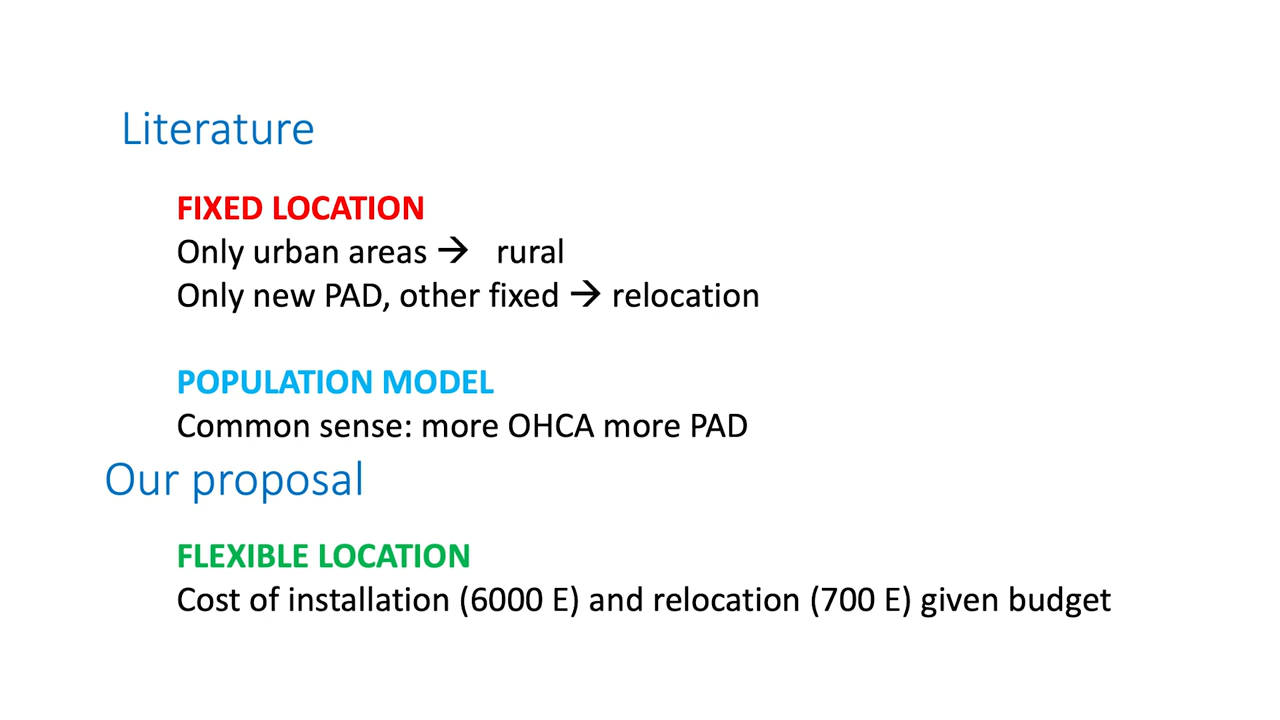 Literature
FIXED LOCATION
Only urban areas → rural
Only new PAD, other fixed → relocation
POPULATION MODEL
Common sense: more OHCA more PAD
Our proposal
FLEXIBLE LOCATION
Cost of installation (6000 E) and relocation (700 E) given budget